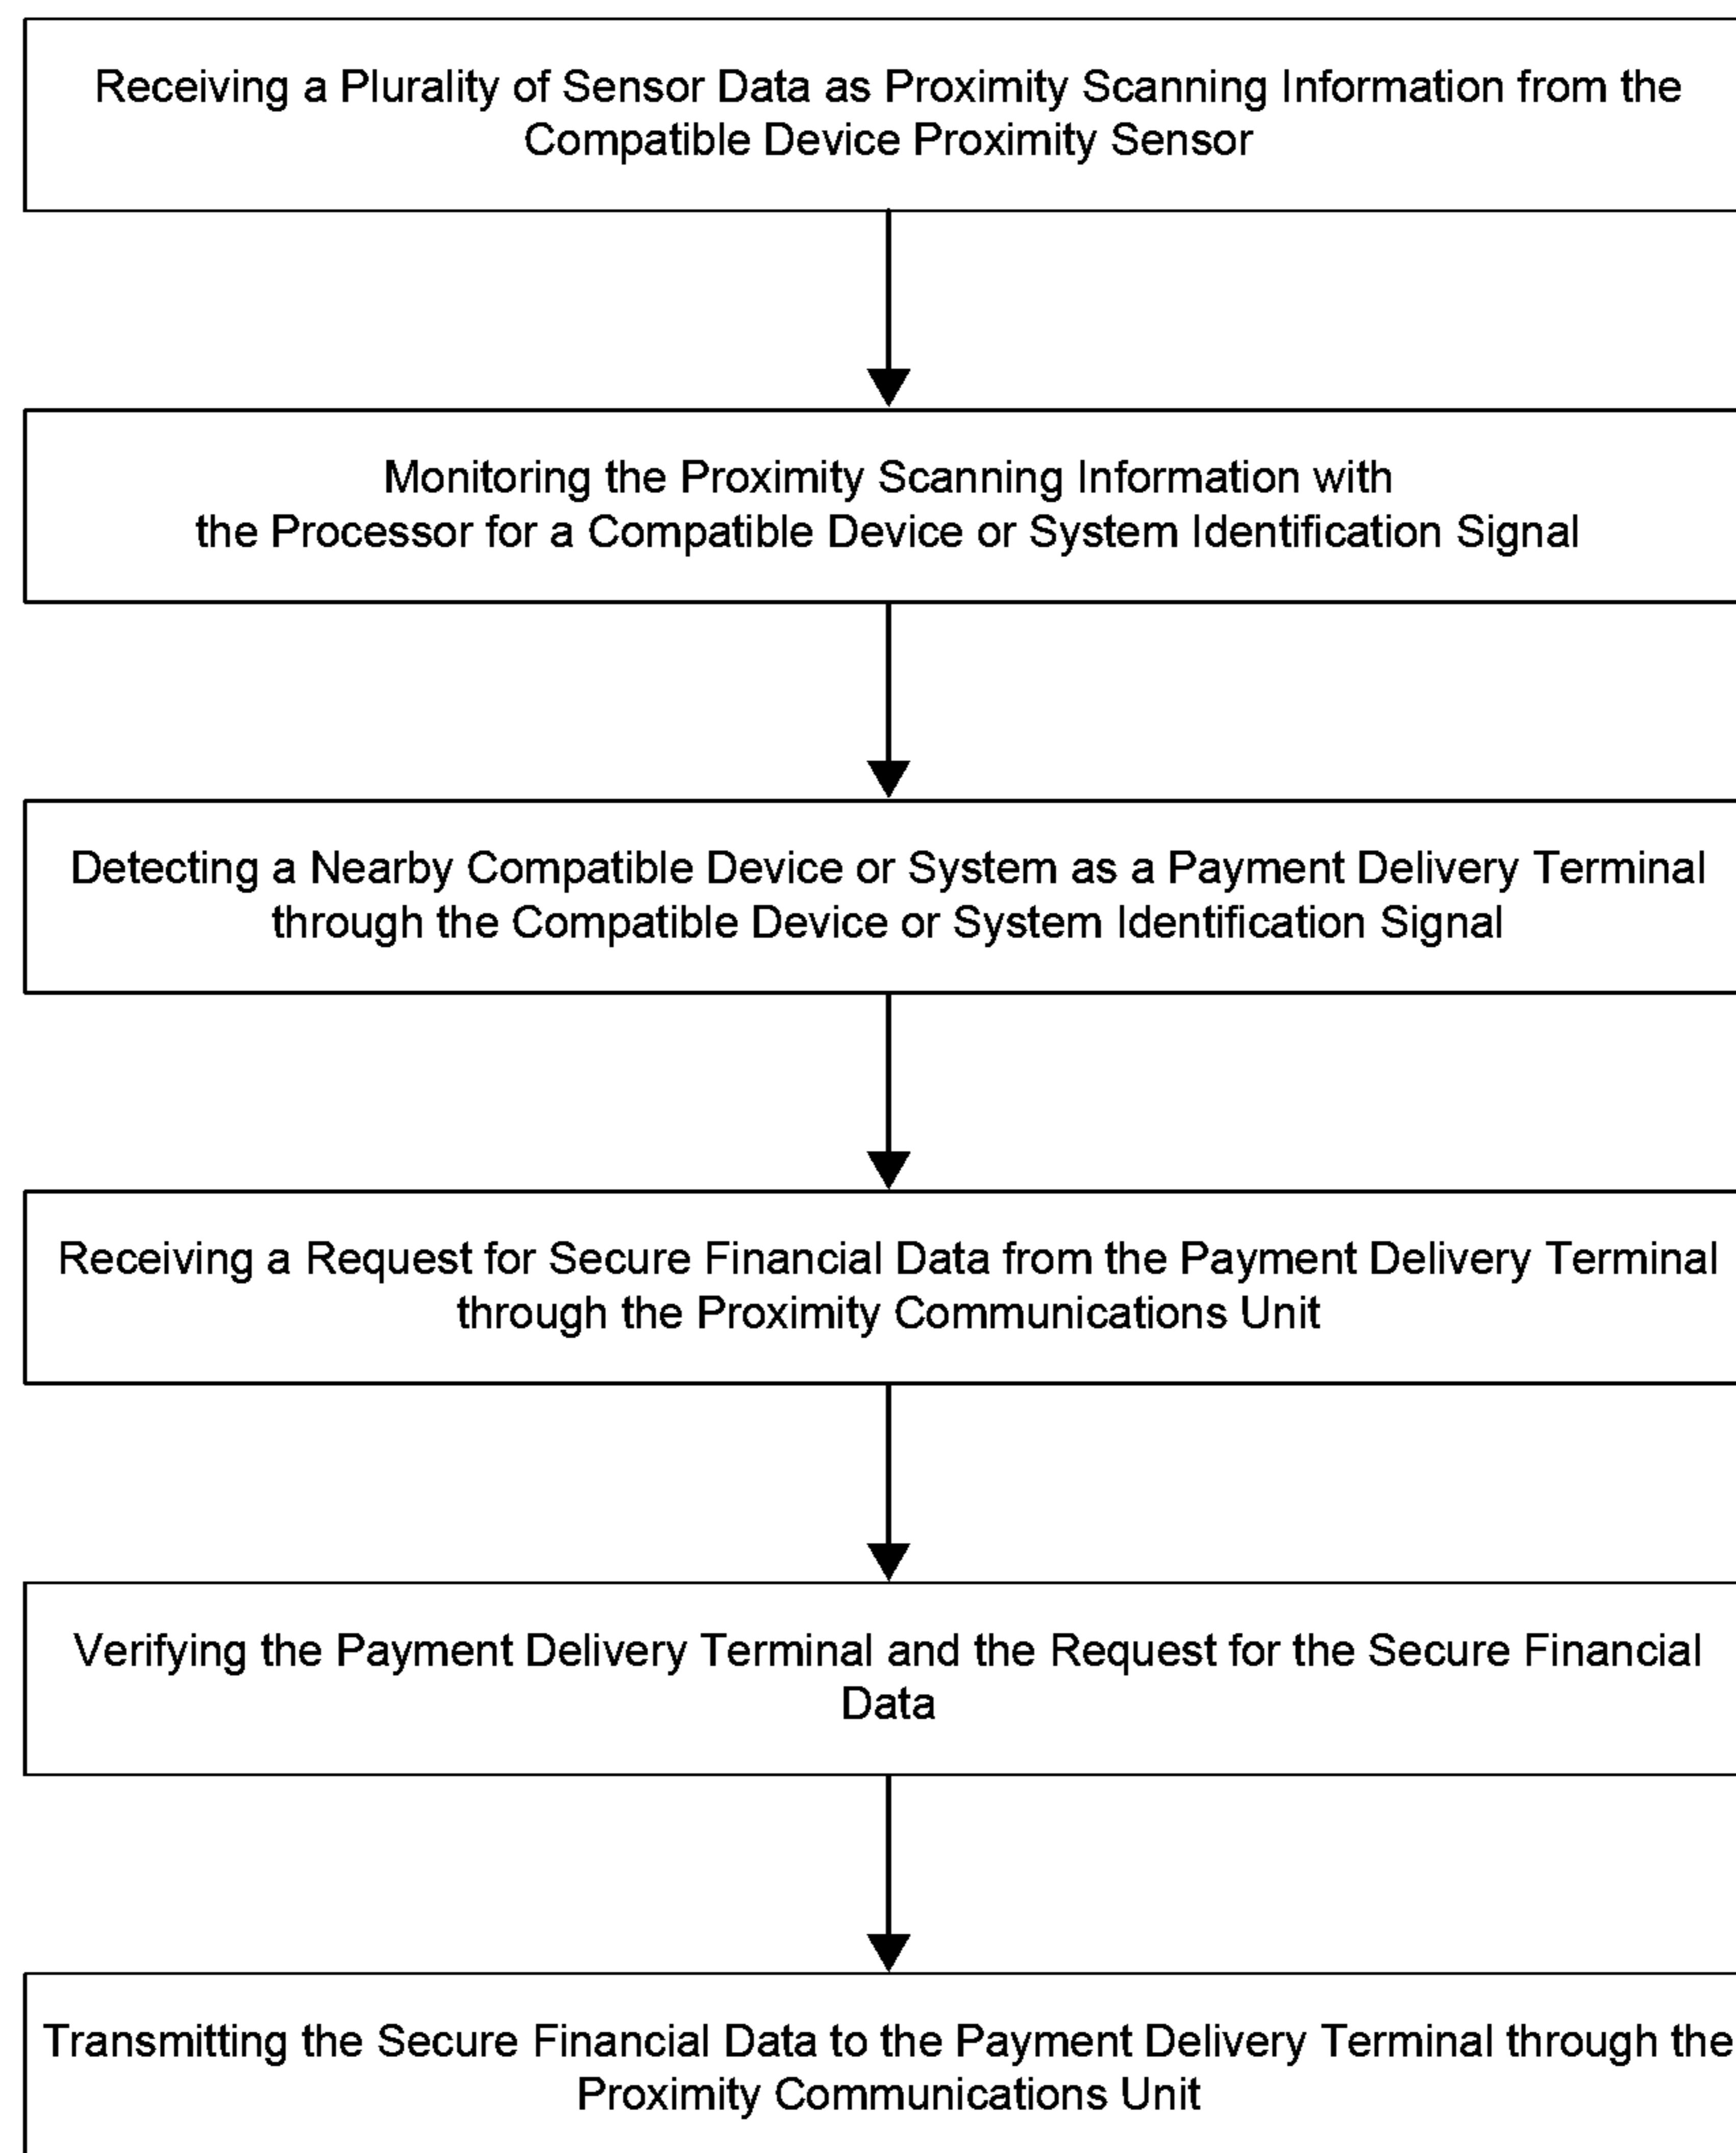 Receiving a Plurality of Sensor Data as Proximity Scanning Information from the
Compatible Device Proximity Sensor
Monitoring the Proximity Scanning Information with
the Processor for a Compatible Device or System Identification Signal
Detecting a Nearby Compatible Device or System as a Payment Delivery Terminal
through the Compatible Device or System Identification Signal
Receiving a Request for Secure Financial Data from the Payment Delivery Terminal
through the Proximity Communications Unit
Verifying the Payment Delivery Terminal and the Request for the Secure Financial
Data
Transmitting the Secure Financial Data to the Payment Delivery Terminal through the
Proximity Communications Unit